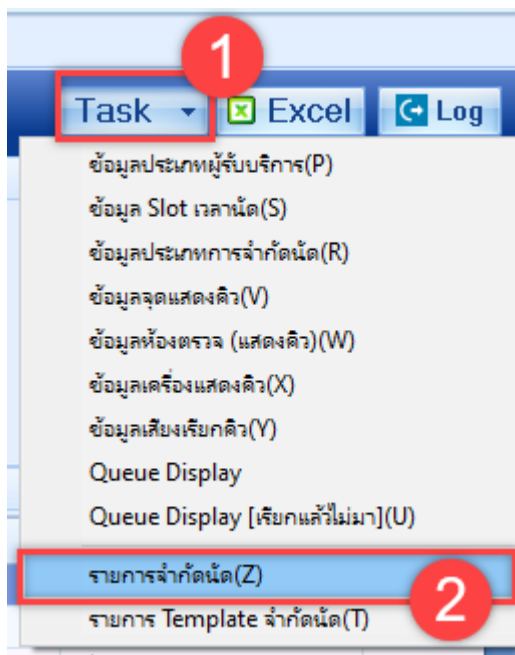 1
Task Excel Log
ข้อมูลประเภทผู้รับบริการ(P)
ข้อมูล Slot เวลานัด(S)
ข้อมูลประเภทการจำกัดนัด(R)
ข้อมูลจุดแสดงคิว(V)
ข้อมูลห้องตรวจ (แสดงคิว)(W)
ข้อมูลเครื่องแสดงคิว(X)
ข้อมูลเสียงเรียกคิว(Y)
Queue Display
Queue Display [เรียกแล้วไม่มา](U)
รายการจำกัดนัด(Z)
2
รายการ Template จำกัดนัด(T)